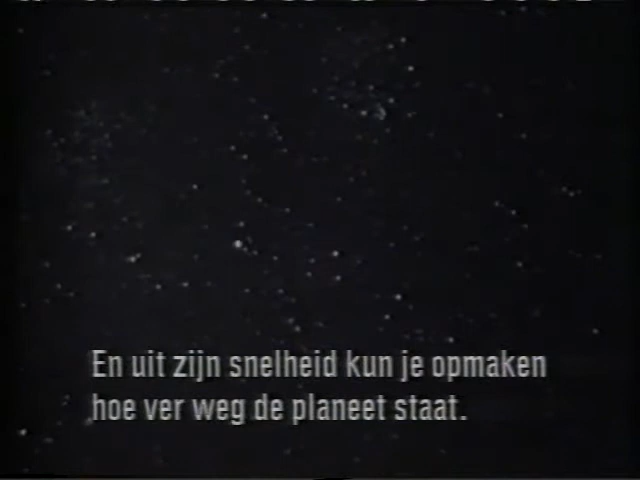 En uit zijn snelheid kun je opmaken
hoe ver weg de planeet staat.